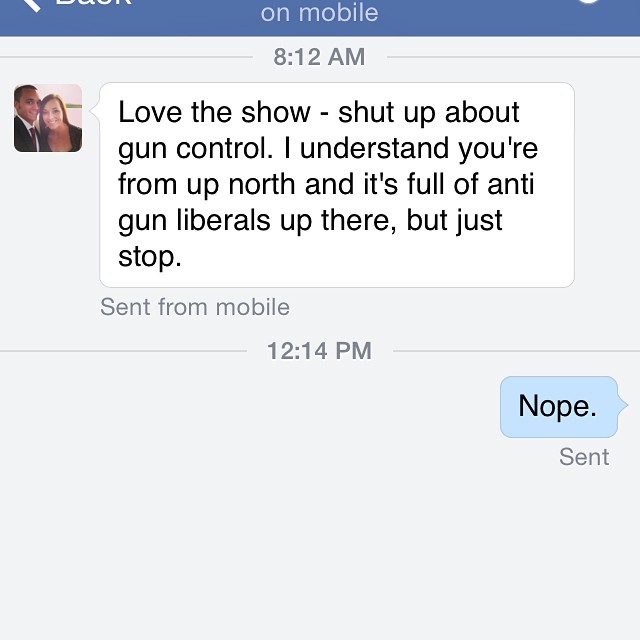 Back
on mobile
8:12 AM
Love the show - shut up about
gun control. I understand you're
from up north and it's full of anti
gun liberals up there, but just
stop.
Sent from mobile
12:14 PM
Nope.
Sent